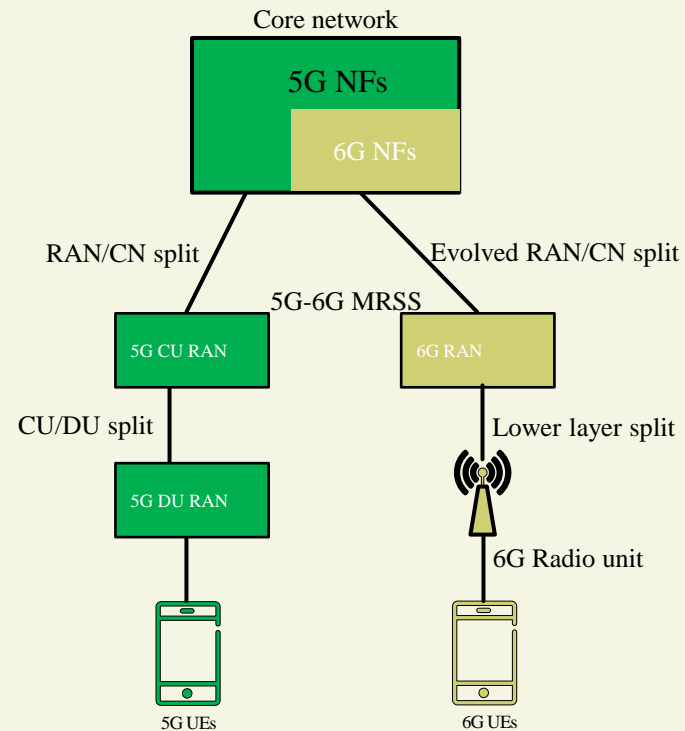 Core network
5G NFs
6G NFs
RAN/CN split
Evolved RAN/CN split
5G-6G MRSS
5G CU RAN
6G RAN
CU/DU split
Lower layer split
5G DU RAN
6G Radio unit
5G UEs
6G UEs